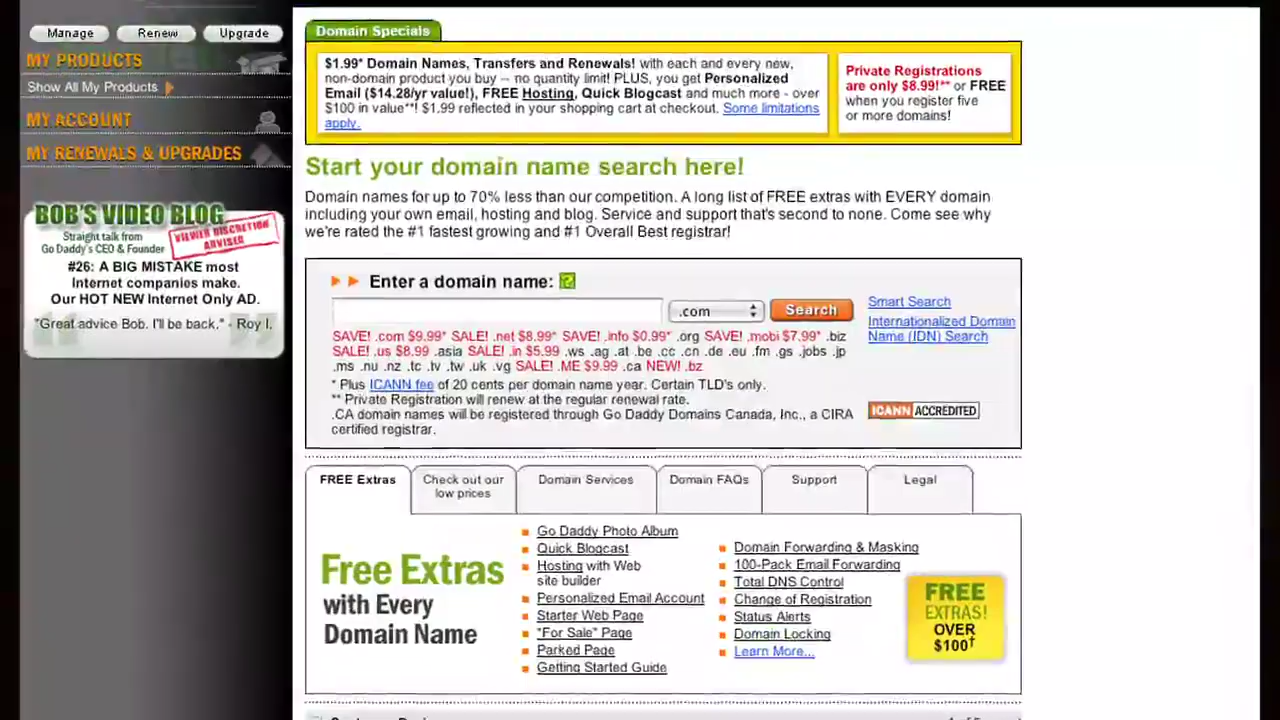 Manage Renew Upgrade
MY PRODUCTS
Show All My Products
MY ACCOUNT
MY RENEWALS & UPGRADES
BOB'S VIDEO BLOG
Straight talk from
Go Daddy's CEO & Founder
VIEWER DISCRETION
ADVISED
#26: A BIG MISTAKE most
Internet companies make.
Our HOT NEW Internet Only AD.
"Great advice Bob. I'll be back." - Roy I.
Domain Specials
$1.99* Domain Names, Transfers and Renewals! with each and every new,
non-domain product you buy – no quantity limit! PLUS, you get Personalized
Email ($14.28/yr value!), FREE Hosting, Quick Blogcast and much more - over
$100 in value**! $1.99 reflected in your shopping cart at checkout. Some limitations
apply.
Private Registrations
are only $8.99!** or FREE
when you register five
or more domains!
Start your domain name search here!
Domain names for up to 70% less than our competition. A long list of FREE extras with EVERY domain
including your own email, hosting and blog. Service and support that's second to none. Come see why
we're rated the #1 fastest growing and #1 Overall Best registrar!
Enter a domain name: ?
.com Search
SAVE! .com $9.99* SALE! .net $8.99* SAVE! .info $0.99* .org SAVE! .mobi $7.99* .biz
SALE! .us $8.99 .asia SALE! .in $5.99 .ws .ag .at .be .cc .cn .de .eu .fm .gs .jobs .jp
.ms .nu .nz .tc .tv .tw .uk .vg SALE! .ME $9.99 .ca NEW! .bz
* Plus ICANN fee of 20 cents per domain name year. Certain TLD's only.
** Private Registration will renew at the regular renewal rate.
.CA domain names will be registered through Go Daddy Domains Canada, Inc., a CIRA
certified registrar.
Smart Search
Internationalized Domain
Name (IDN) Search
ICANN ACCREDITED
FREE Extras
Check out our
low prices
Domain Services
Domain FAQs
Support
Legal
Free Extras
with Every
Domain Name
Go Daddy Photo Album
Quick Blogcast
Hosting with Web
site builder
Personalized Email Account
Starter Web Page
"For Sale" Page
Parked Page
Getting Started Guide
Domain Forwarding & Masking
100-Pack Email Forwarding
Total DNS Control
Change of Registration
Status Alerts
Domain Locking
Learn More...
FREE
EXTRAS!
OVER
$100†